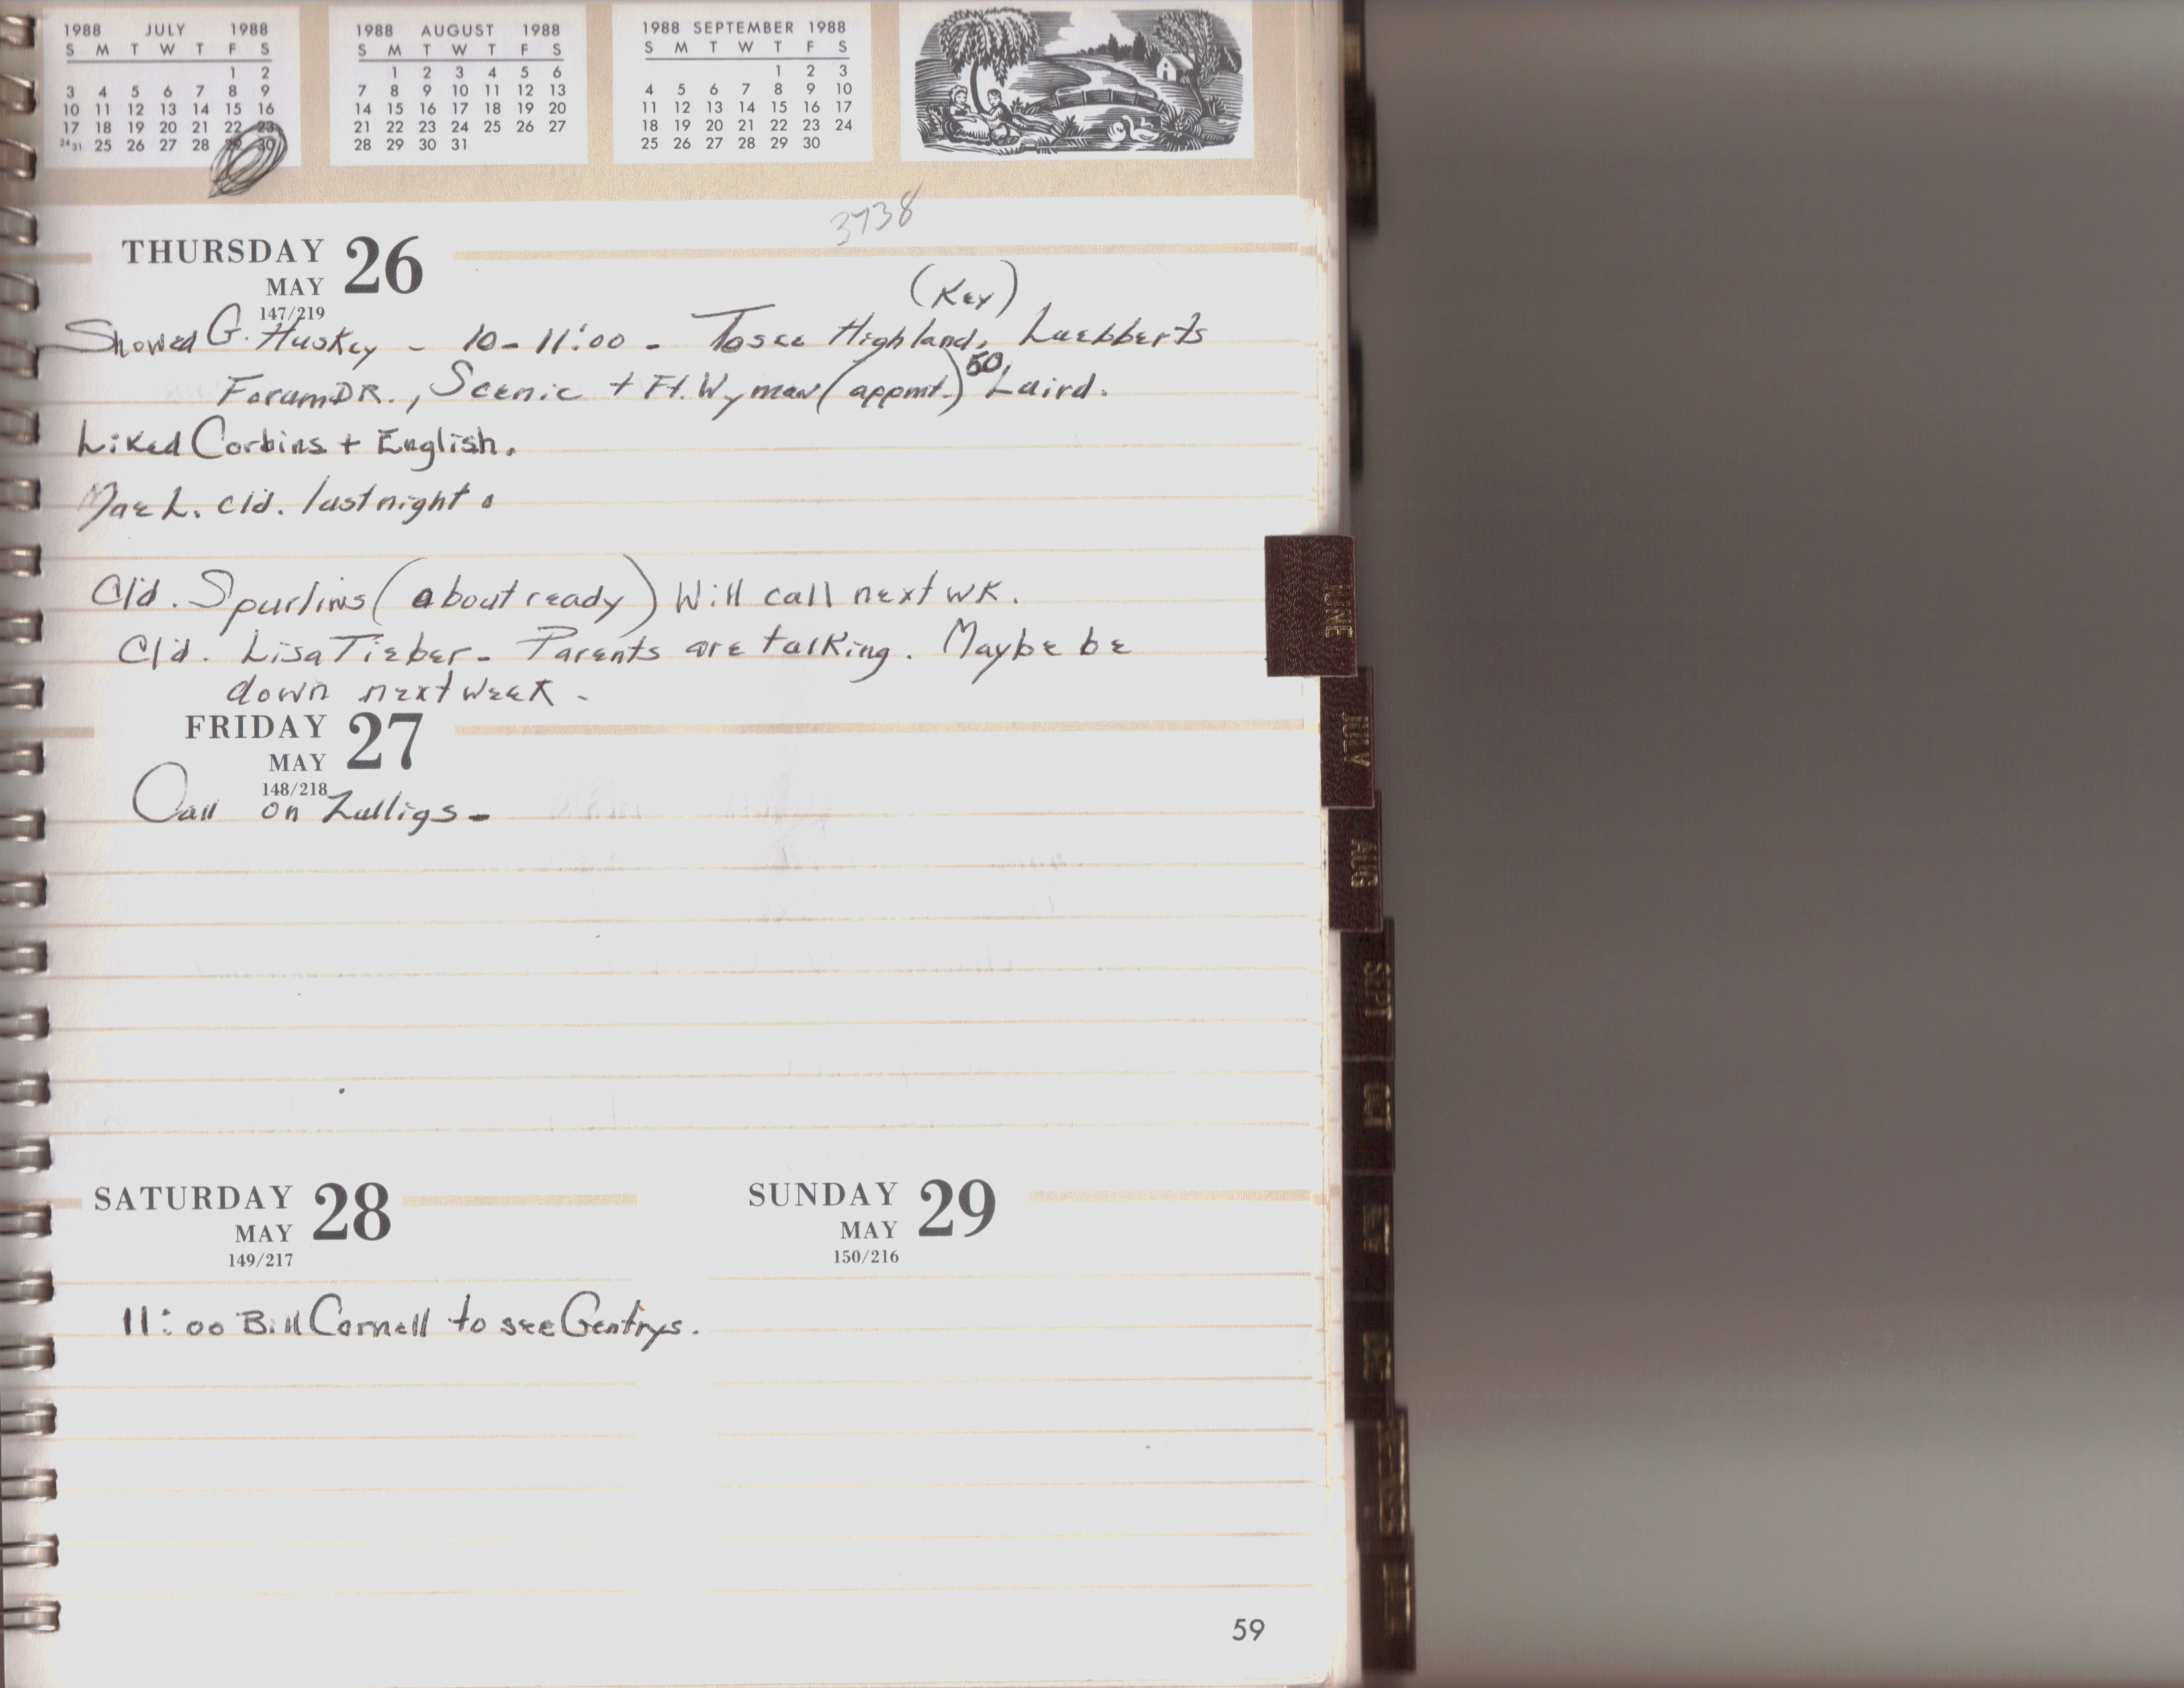 1988 JULY 1988
S M T W T F S
1 2
3 4 5 6 7 8 9
10 11 12 13 14 15 16
17 18 19 20 21 22 23
24/31 25 26 27 28 29 30
1988 AUGUST 1988
S M T W T F S
1 2 3 4 5 6
7 8 9 10 11 12 13
14 15 16 17 18 19 20
21 22 23 24 25 26 27
28 29 30 31
1988 SEPTEMBER 1988
S M T W T F S
1 2 3
4 5 6 7 8 9 10
11 12 13 14 15 16 17
18 19 20 21 22 23 24
25 26 27 28 29 30
3738
THURSDAY 26
MAY
147/219
(Key)
Showed G. Huskey - 10-11:00 - To see Highland, Luebberts
Forum DR., Scenic + Ft. Wyman (appmt.) 50 Laird.
Liked Corbins + English.
Mae L. cld. last night.
Cld. Spurlins (about ready) Will call next wk.
Cld. Lisa Tieber - Parents are talking. Maybe be
down next week -
FRIDAY 27
MAY
148/218
Call on Zulligs -
SATURDAY 28
MAY
149/217
11:00 Bill Cornell to see Gentrys.
SUNDAY 29
MAY
150/216
59
JUNE
JULY
AUG
SEPT
OCT